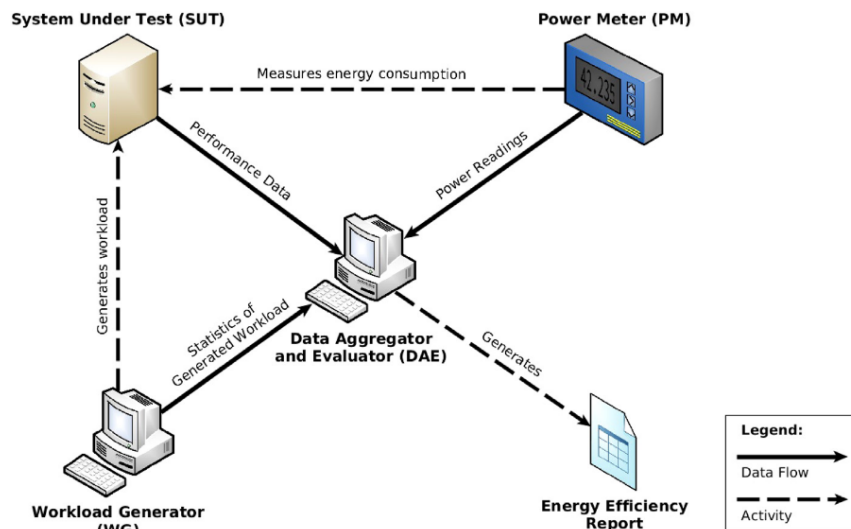 System Under Test (SUT)
Power Meter (PM)
Measures energy consumption
42.235
Performance Data
Power Readings
Generates workload
Statistics of
Generated Workload
Data Aggregator
and Evaluator (DAE)
Generates
Workload Generator
(WG)
Energy Efficiency
Report
Legend:
Data Flow
Activity